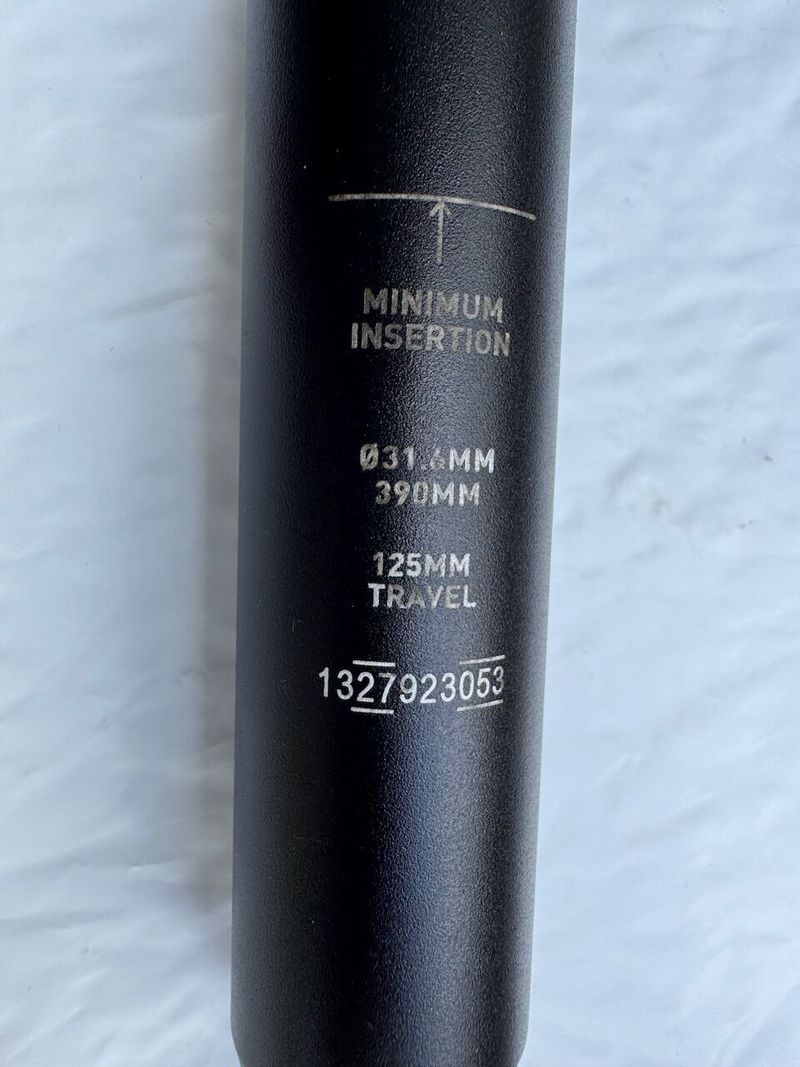 MINIMUM
INSERTION
Ø31.6MM
390MM
125MM
TRAVEL
1327923053